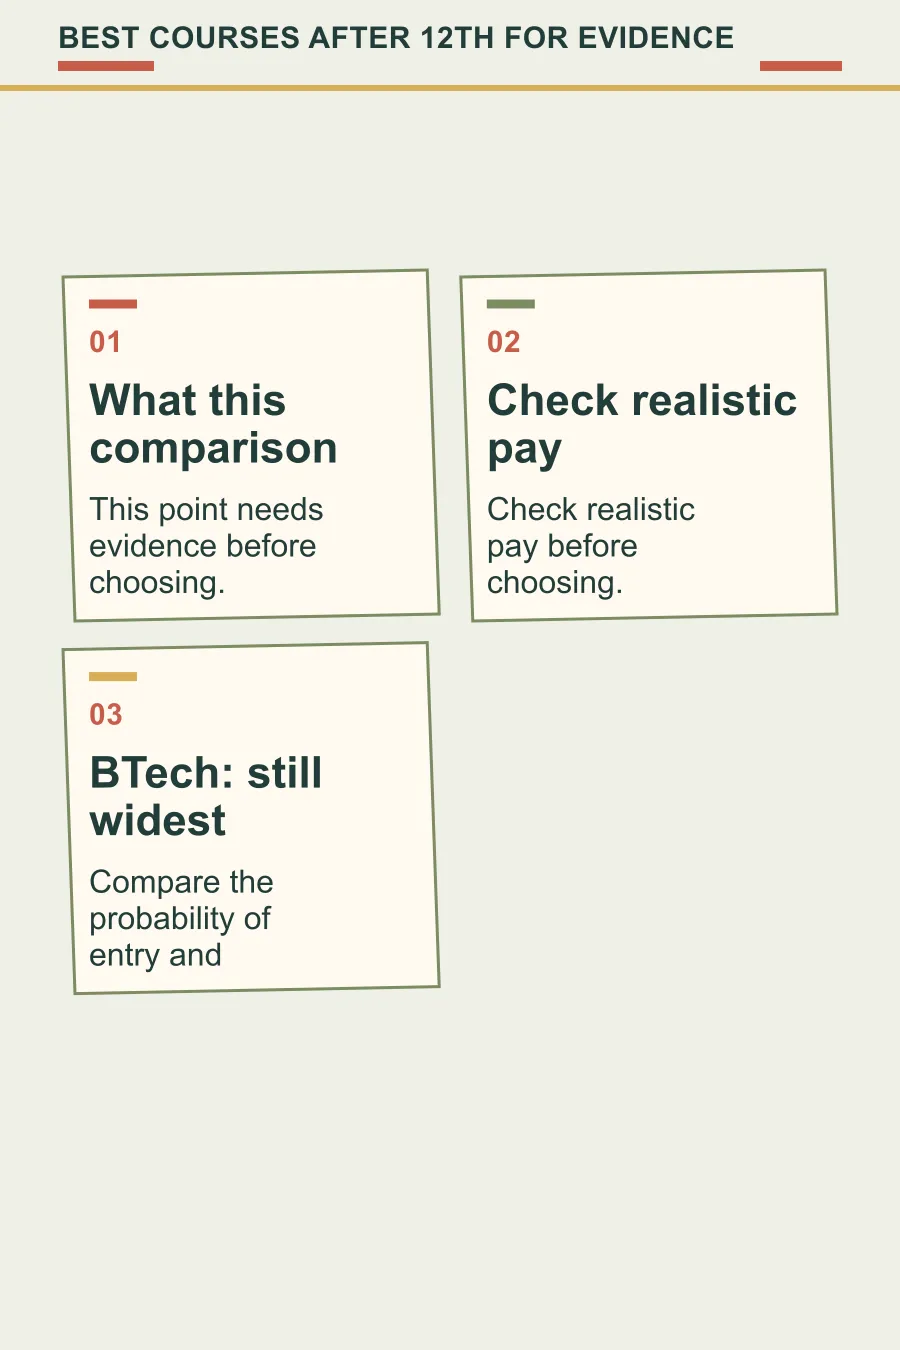 BEST COURSES AFTER 12TH FOR EVIDENCE
01
What this
comparison
This point needs
evidence before
choosing.
02
Check realistic
pay
Check realistic
pay before
choosing.
03
BTech: still
widest
Compare the
probability of
entry and